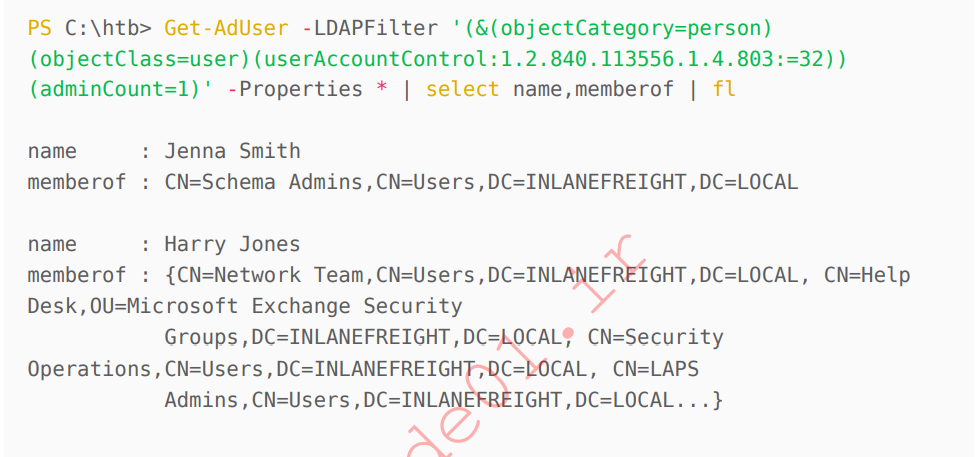 PS C:\htb> Get-AdUser -LDAPFilter '(&(objectCategory=person)
(objectClass=user)(userAccountControl:1.2.840.113556.1.4.803:=32))
(adminCount=1)' -Properties * | select name,memberof | fl
name     : Jenna Smith
memberof : CN=Schema Admins,CN=Users,DC=INLANEFREIGHT,DC=LOCAL
name     : Harry Jones
memberof : {CN=Network Team,CN=Users,DC=INLANEFREIGHT,DC=LOCAL, CN=Help
Desk,OU=Microsoft Exchange Security
           Groups,DC=INLANEFREIGHT,DC=LOCAL, CN=Security
Operations,CN=Users,DC=INLANEFREIGHT,DC=LOCAL, CN=LAPS
           Admins,CN=Users,DC=INLANEFREIGHT,DC=LOCAL...}
de01.ir